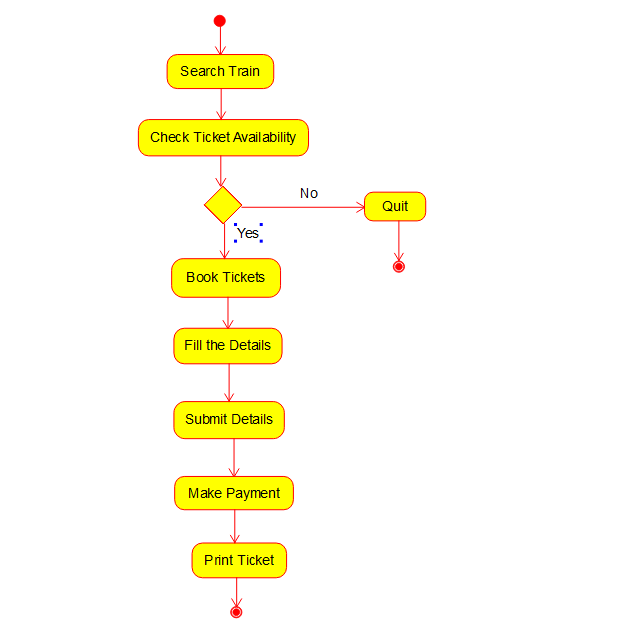 Search Train
Check Ticket Availability
No
Quit
Yes
Book Tickets
Fill the Details
Submit Details
Make Payment
Print Ticket